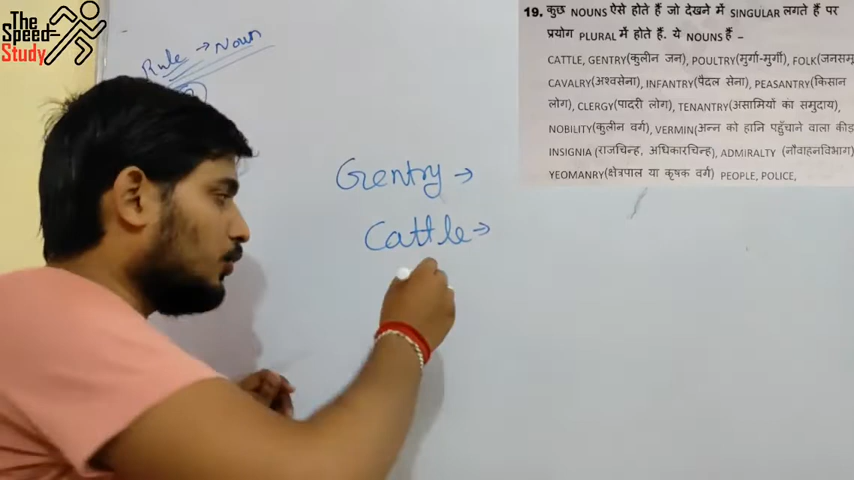 The
Speed
Study
Rule → Noun
Gentry →
Cattle →
19. कुछ NOUNS ऐसे होते हैं जो देखने में SINGULAR लगते हैं पर
प्रयोग PLURAL में होते हैं. ये NOUNS हैं -
CATTLE, GENTRY(कुलीन जन), POULTRY(मुर्गा-मुर्गी), FOLK(जनसमू
CAVALRY(अश्वसेना), INFANTRY(पैदल सेना), PEASANTRY(किसान
लोग), CLERGY(पादरी लोग), TENANTRY(असामियों का समुदाय),
NOBILITY(कुलीन वर्ग), VERMIN(अन्न को हानि पहुँचाने वाला कीड
INSIGNIA (राजचिन्ह, अधिकारचिन्ह), ADMIRALTY (नौवाहनविभाग)
YEOMANRY(क्षेत्रपाल या कृषक वर्ग) PEOPLE, POLICE,